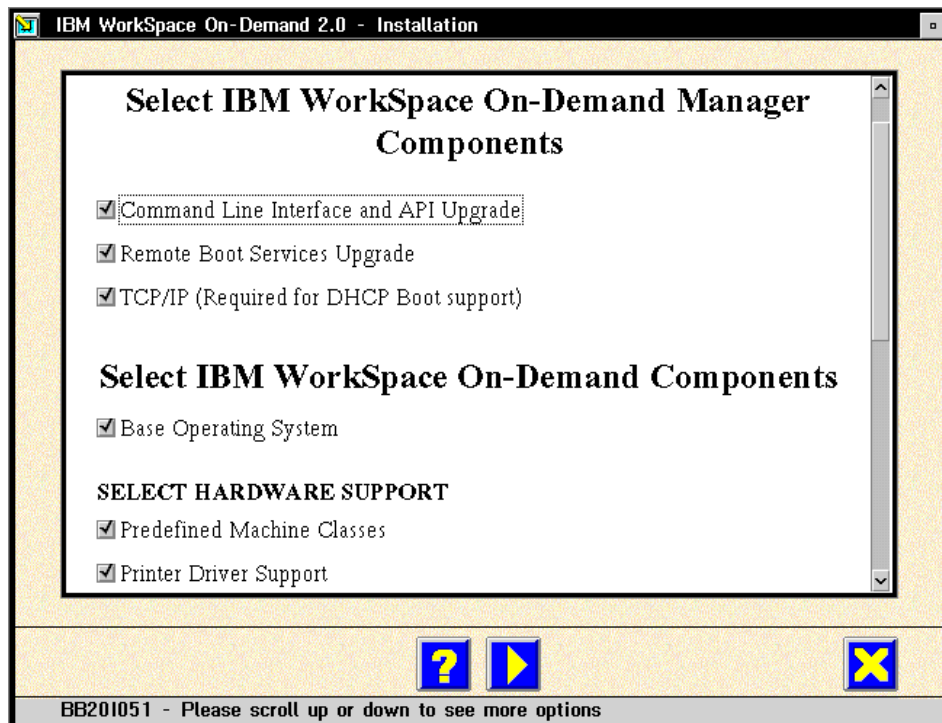 IBM WorkSpace On-Demand 2.0 - Installation
Select IBM WorkSpace On-Demand Manager
Components
Command Line Interface and API Upgrade
Remote Boot Services Upgrade
TCP/IP (Required for DHCP Boot support)
Select IBM WorkSpace On-Demand Components
Base Operating System
SELECT HARDWARE SUPPORT
Predefined Machine Classes
Printer Driver Support
?
BB20I051 - Please scroll up or down to see more options